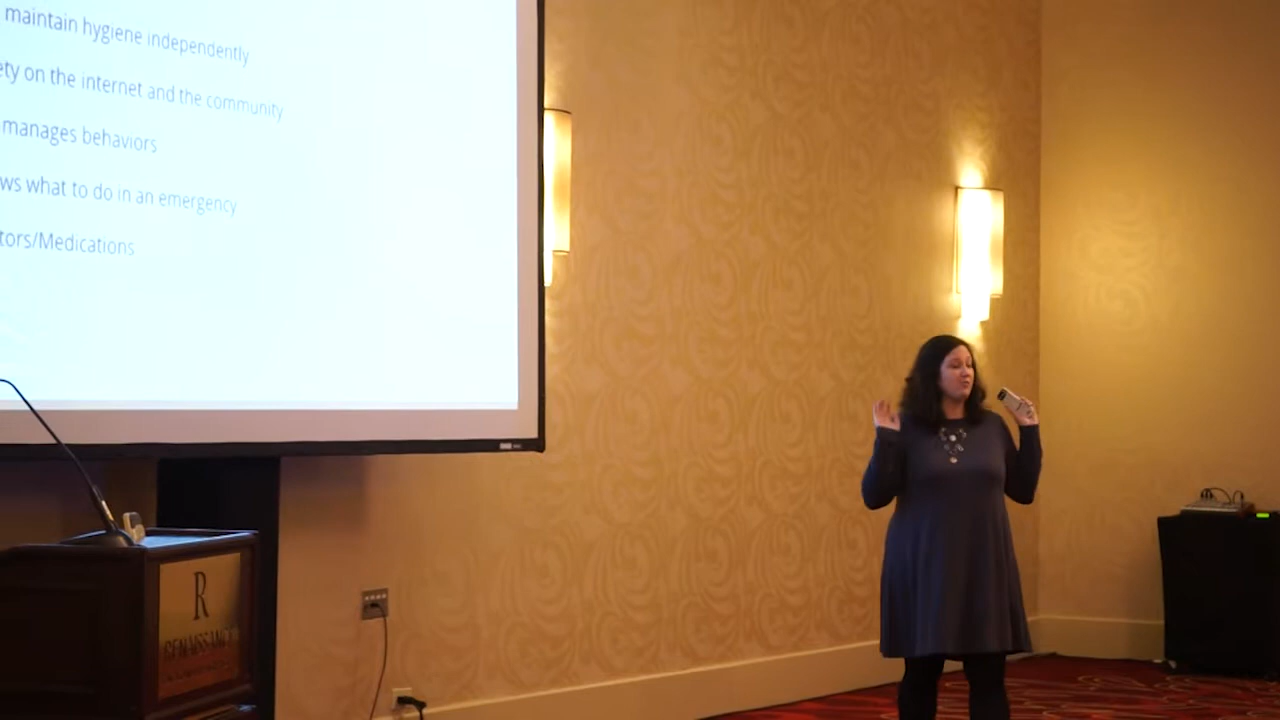 maintain hygiene independently
ety on the internet and the community
manages behaviors
ws what to do in an emergency
tors/Medications
R
RENAISSANCE